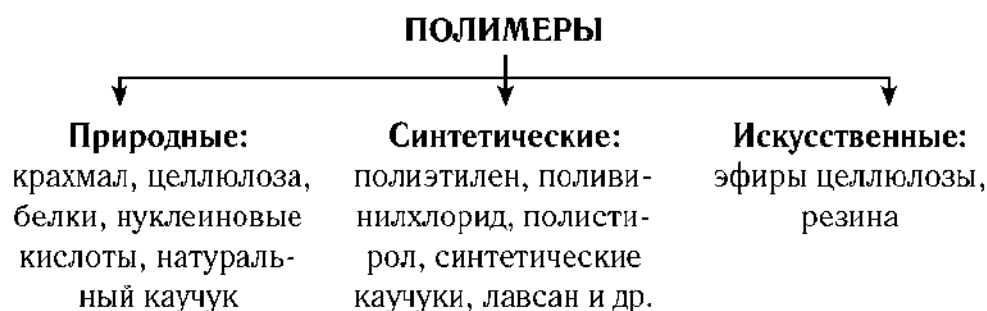 ПОЛИМЕРЫ
Природные:
крахмал, целлюлоза,
белки, нуклеиновые
кислоты, натураль-
ный каучук
Синтетические:
полиэтилен, поливи-
нилхлорид, полисти-
рол, синтетические
каучуки, лавсан и др.
Искусственные:
эфиры целлюлозы,
резина